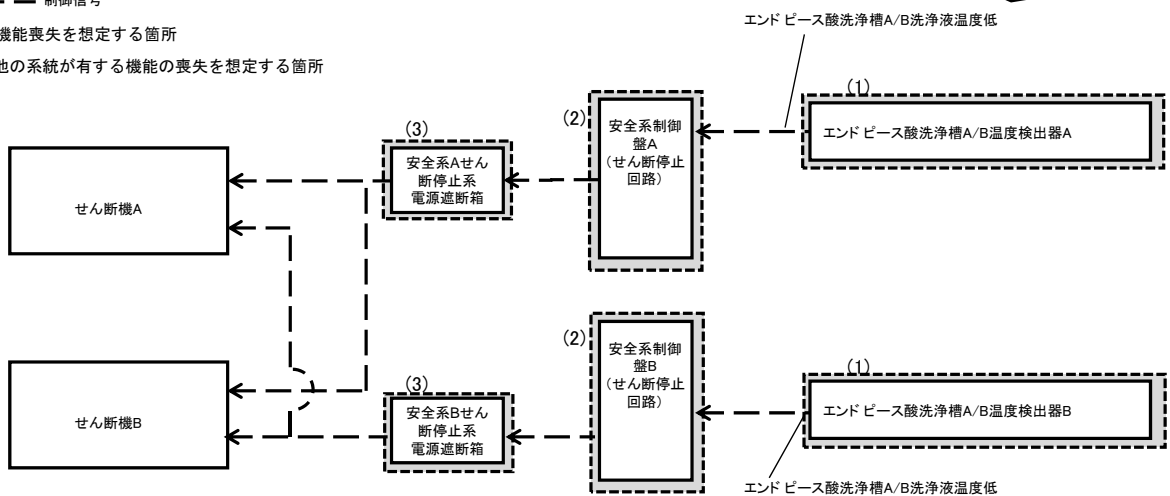 制御信号
機能喪失を想定する箇所
他の系統が有する機能の喪失を想定する箇所
エンドピース酸洗浄槽A/B洗浄液温度低
(1)
エンドピース酸洗浄槽A/B温度検出器A
(2)
安全系制御
盤A
(せん断停止
回路)
(3)
安全系Aせん
断停止系
電源遮断箱
せん断機A
(1)
エンドピース酸洗浄槽A/B温度検出器B
(2)
安全系制御
盤B
(せん断停止
回路)
(3)
安全系Bせん
断停止系
電源遮断箱
せん断機B
エンドピース酸洗浄槽A/B洗浄液温度低